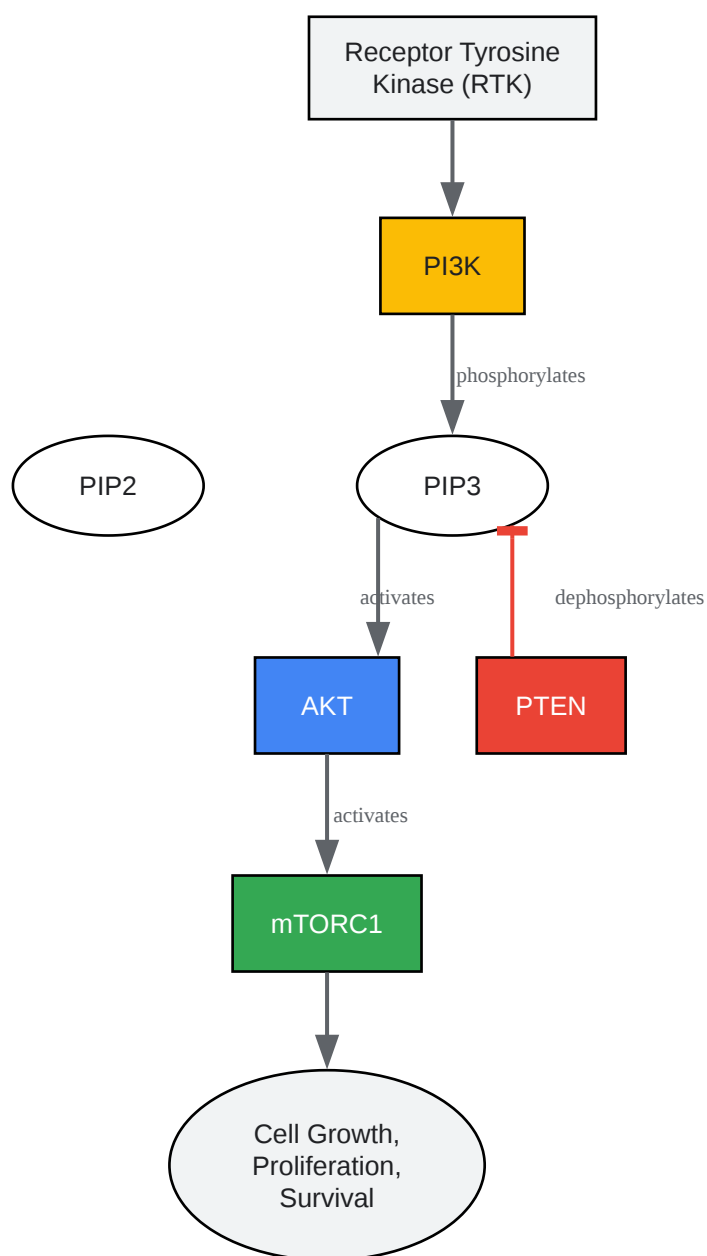 Receptor Tyrosine
Kinase (RTK)
PI3K
phosphorylates
PIP2
PIP3
activates
dephosphorylates
AKT
PTEN
activates
mTORC1
Cell Growth,
Proliferation,
Survival